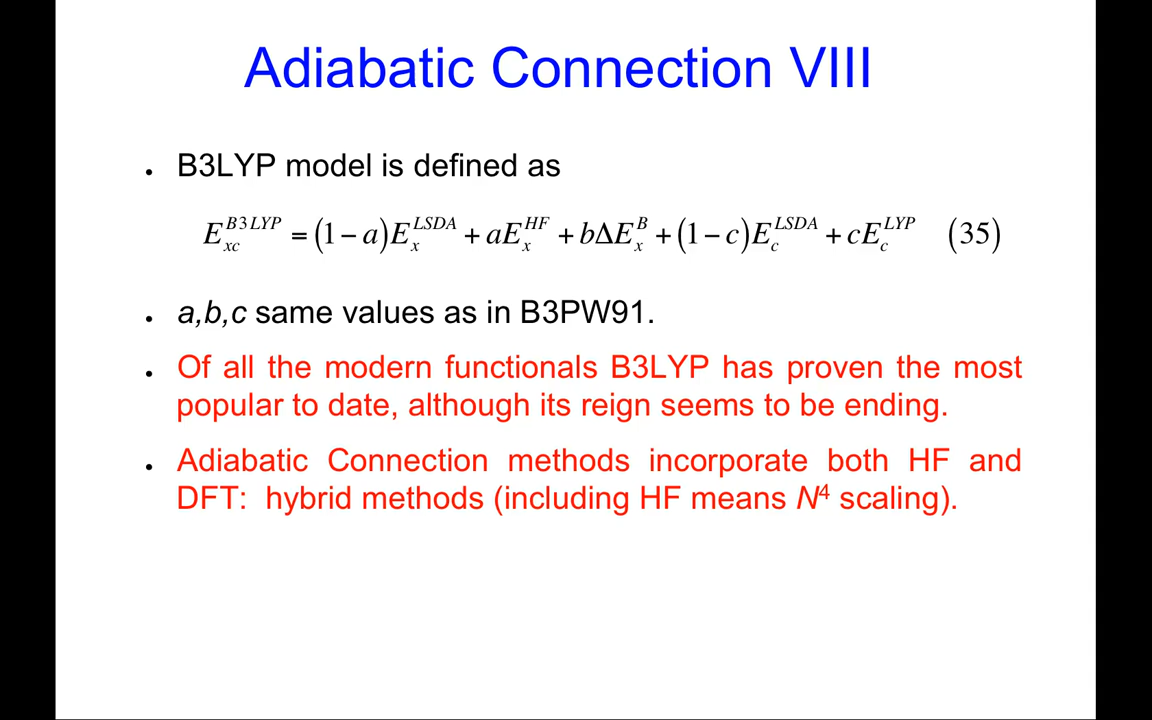 Adiabatic Connection VIII
• B3LYP model is defined as
E_{xc}^{B3LYP} = (1 − a)E_x^{LSDA} + aE_x^{HF} + bΔE_x^B + (1 − c)E_c^{LSDA} + cE_c^{LYP} (35)
• a,b,c same values as in B3PW91.
• Of all the modern functionals B3LYP has proven the most
popular to date, although its reign seems to be ending.
• Adiabatic Connection methods incorporate both HF and
DFT: hybrid methods (including HF means N⁴ scaling).